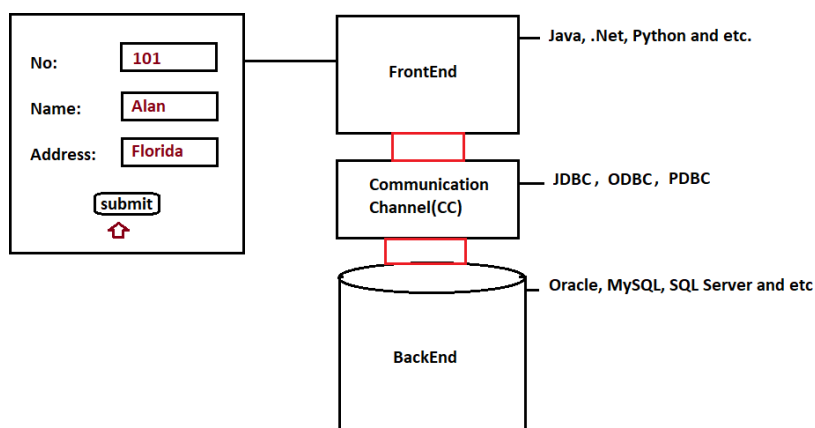 No: 101
Name: Alan
Address: Florida
submit
FrontEnd
Java, .Net, Python and etc.
Communication
Channel(CC)
JDBC , ODBC , PDBC
Oracle, MySQL, SQL Server and etc
BackEnd